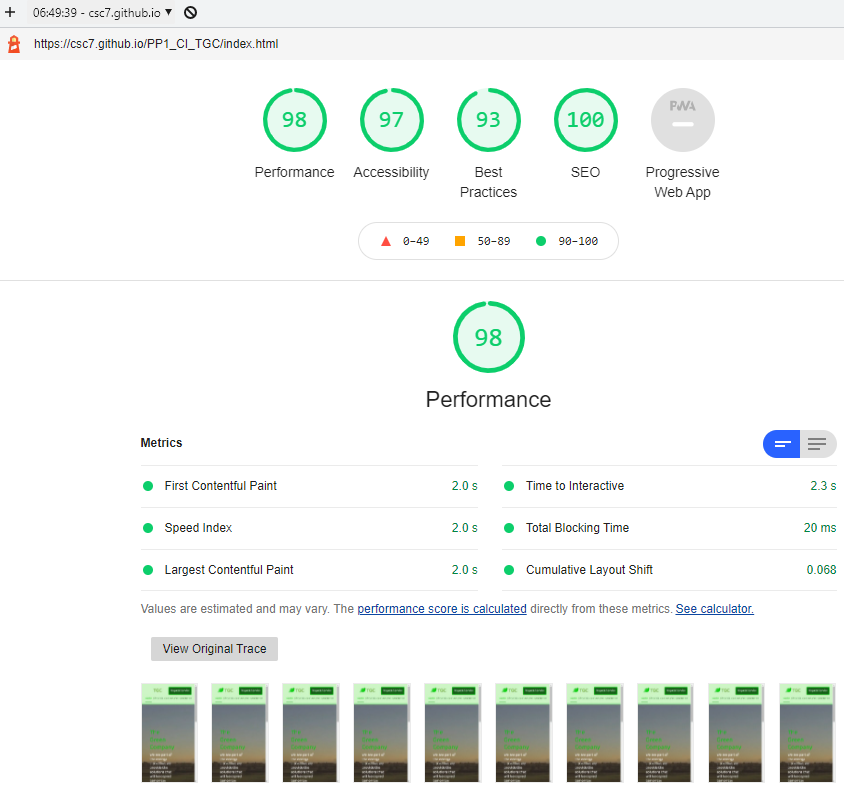 06:49:39 - csc7.github.io
https://csc7.github.io/PP1_CI_TGC/index.html
98 97 93 100 PWA
Performance Accessibility Best Practices SEO Progressive Web App
0–49 50–89 90–100
98
Performance
Metrics
First Contentful Paint 2.0 s
Time to Interactive 2.3 s
Speed Index 2.0 s
Total Blocking Time 20 ms
Largest Contentful Paint 2.0 s
Cumulative Layout Shift 0.068
Values are estimated and may vary. The performance score is calculated directly from these metrics. See calculator.
View Original Trace